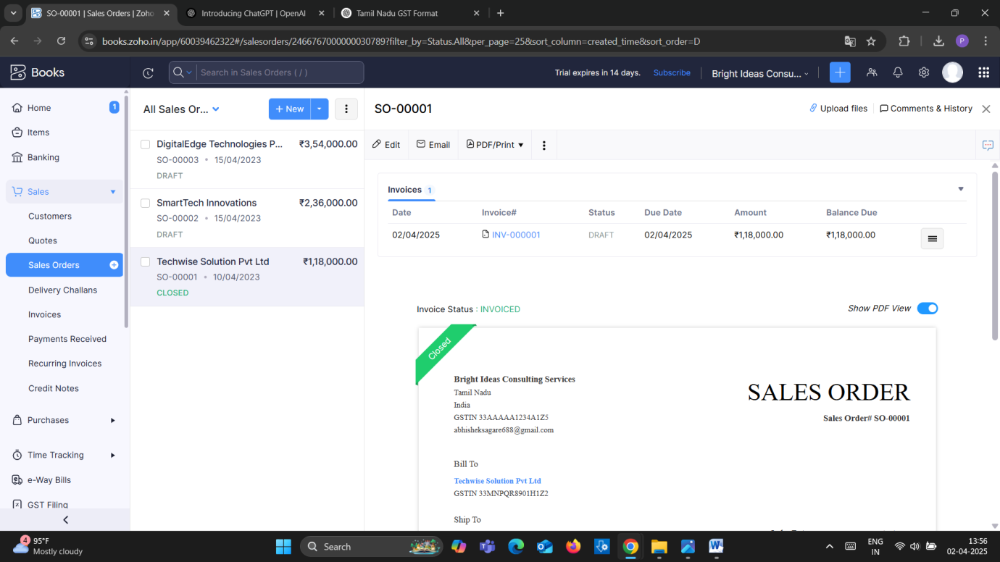 SO-00001 | Sales Orders | Zoho
Introducing ChatGPT | OpenAI
Tamil Nadu GST Format
books.zoho.in/app/60039462322#/salesorders/2466767000000030789?filter_by=Status.All&per_page=25&sort_column=created_time&sort_order=D
P
Books
Search in Sales Orders ( / )
Trial expires in 14 days.
Subscribe
Bright Ideas Consu...
Home
1
Items
Banking
Sales
Customers
Quotes
Sales Orders
Delivery Challans
Invoices
Payments Received
Recurring Invoices
Credit Notes
Purchases
Time Tracking
e-Way Bills
GST Filing
All Sales Or...
+ New
DigitalEdge Technologies P...
₹3,54,000.00
SO-00003 • 15/04/2023
DRAFT
SmartTech Innovations
₹2,36,000.00
SO-00002 • 15/04/2023
DRAFT
Techwise Solution Pvt Ltd
₹1,18,000.00
SO-00001 • 10/04/2023
CLOSED
SO-00001
Upload files
Comments & History
Edit
Email
PDF/Print
Invoices 1
Date Invoice# Status Due Date Amount Balance Due
02/04/2025 INV-000001 DRAFT 02/04/2025 ₹1,18,000.00 ₹1,18,000.00
Invoice Status : INVOICED
Show PDF View
Closed
Bright Ideas Consulting Services
Tamil Nadu
India
GSTIN 33AAAAA1234A1Z5
abhisheksagare688@gmail.com
SALES ORDER
Sales Order# SO-00001
Bill To
Techwise Solution Pvt Ltd
GSTIN 33MNPQR8901H1Z2
Ship To
4
95°F
Mostly cloudy
Search
ENG
IN
13:56
02-04-2025